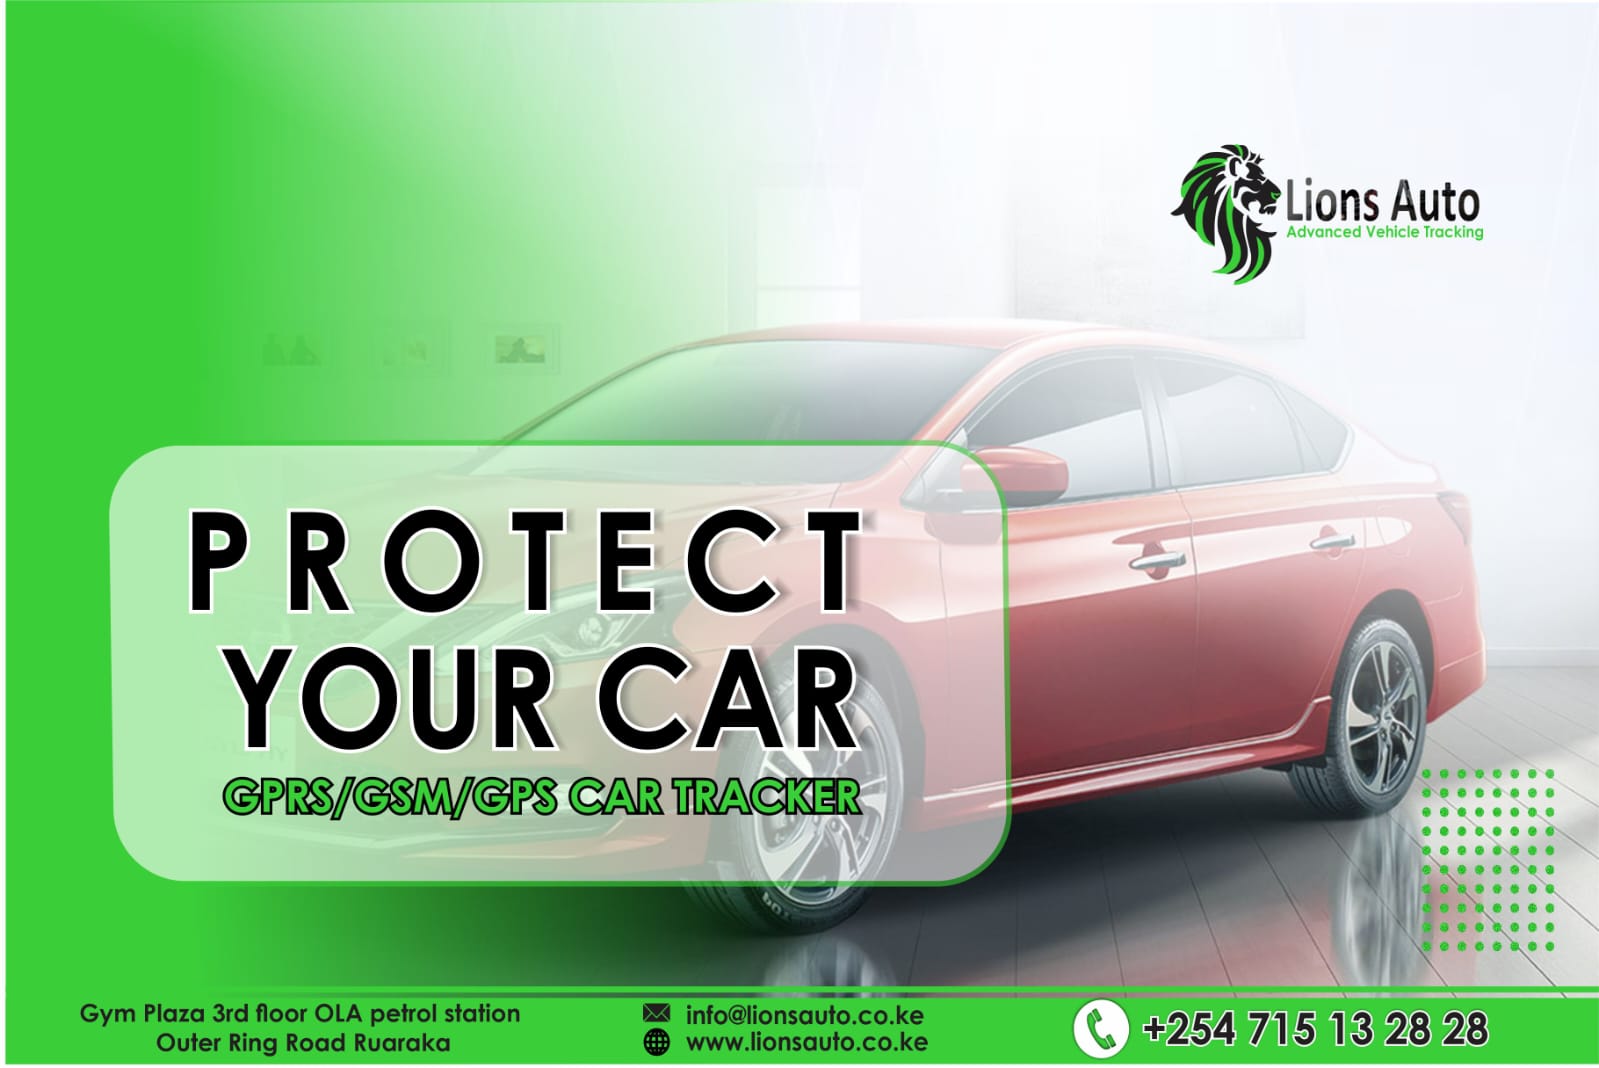 Lions Auto
Advanced Vehicle Tracking
PROTECT
YOUR CAR
GPRS/GSM/GPS CAR TRACKER
Gym Plaza 3rd floor OLA petrol station
Outer Ring Road Ruaraka
info@lionsauto.co.ke
www.lionsauto.co.ke
+254 715 13 28 28